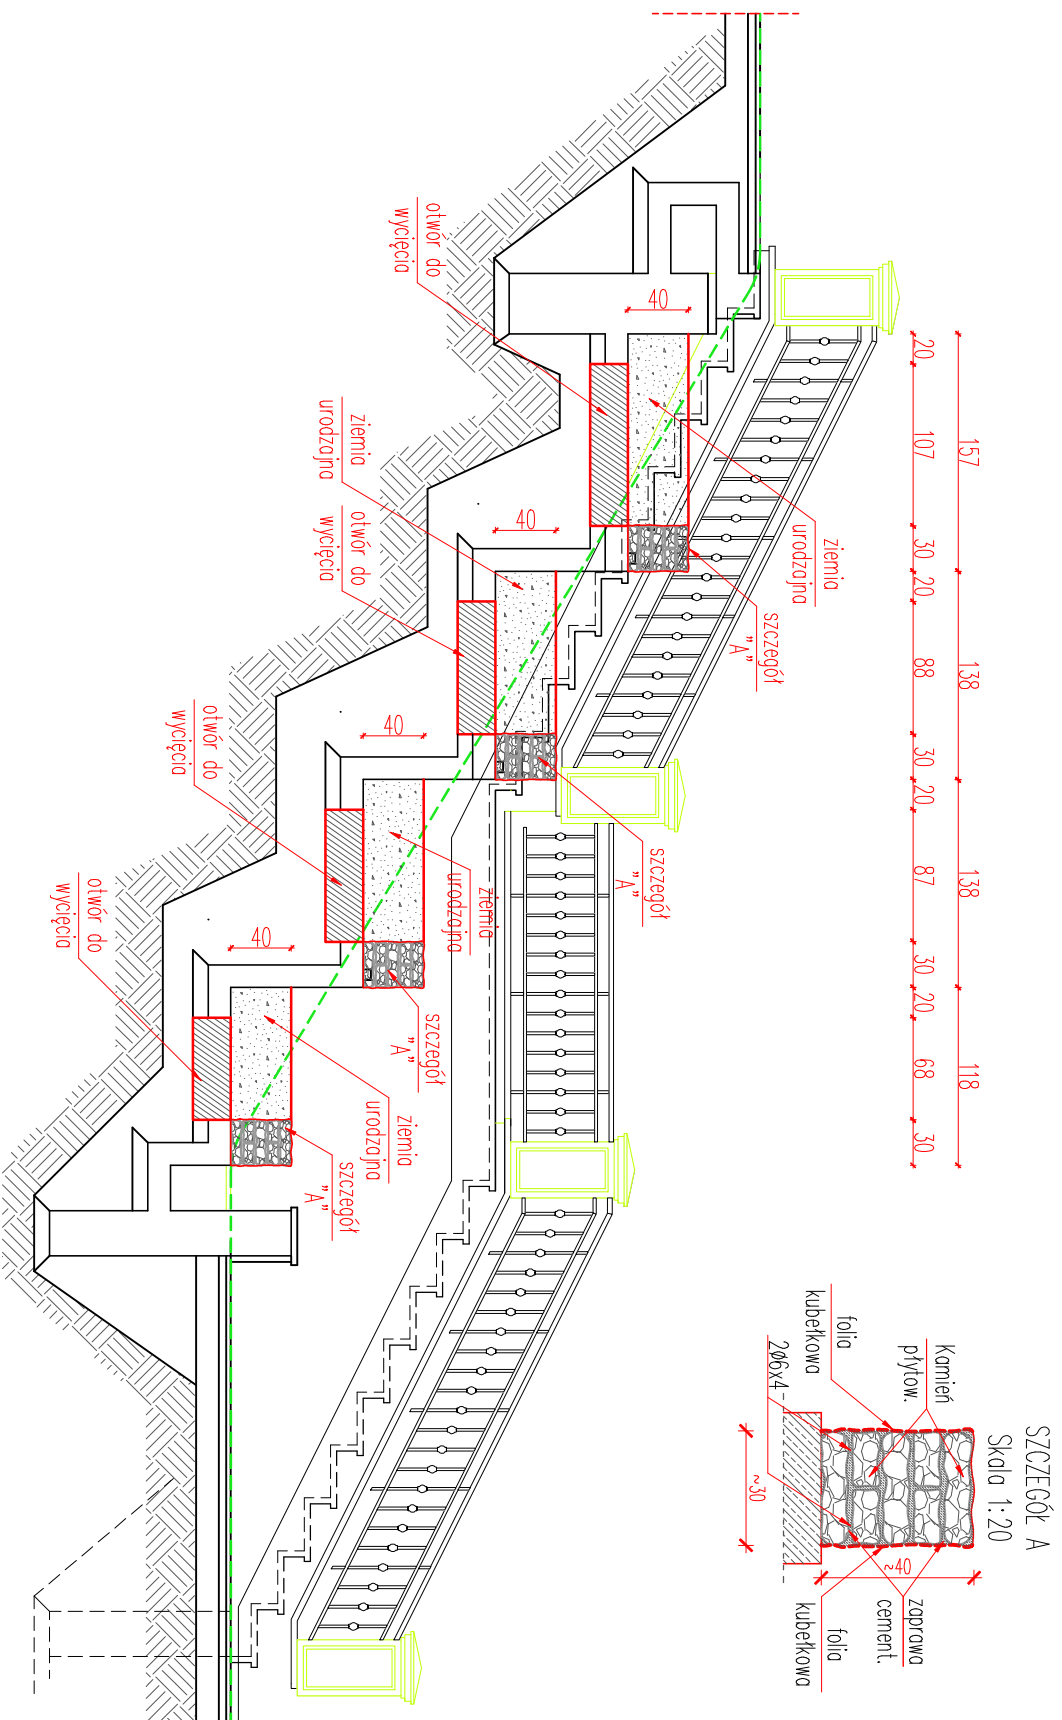 SZCZEGÓŁ A
Skala 1:20
Kamień
płytow.
folia
kubełkowa
2ø6x4
~30
~40
zaprawa
cement.
folia
kubełkowa
157
138
138
118
20
107
30
20
88
30
20
87
30
20
68
30
40
ziemia
urodzajna
szczegół
"A"
otwór do
wycięcia
40
ziemia
urodzajna
szczegół
"A"
otwór do
wycięcia
40
ziemia
urodzajna
szczegół
"A"
otwór do
wycięcia
40
ziemia
urodzajna
szczegół
"A"
otwór do
wycięcia